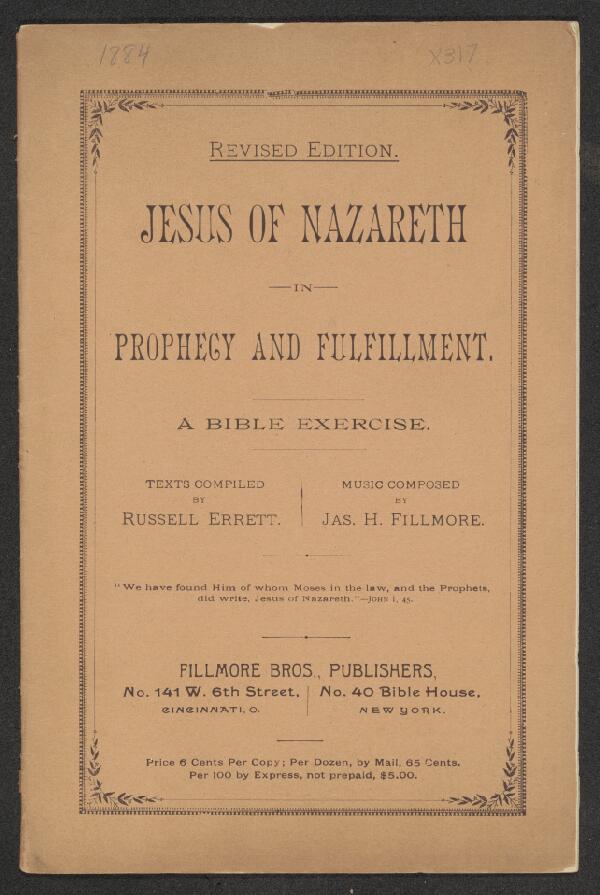 1884 X317
REVISED EDITION.
JESUS OF NAZARETH
—IN—
PROPHECY AND FULFILLMENT.
A BIBLE EXERCISE.
TEXTS COMPILED
BY
RUSSELL ERRETT.
MUSIC COMPOSED
BY
JAS. H. FILLMORE.
"We have found Him of whom Moses in the law, and the Prophets,
did write, Jesus of Nazareth."—JOHN i, 45.
FILLMORE BROS., PUBLISHERS,
No. 141 W. 6th Street,
CINCINNATI, O.
No. 40 Bible House,
NEW YORK.
Price 6 Cents Per Copy; Per Dozen, by Mail, 65 Cents.
Per 100 by Express, not prepaid, $5.00.